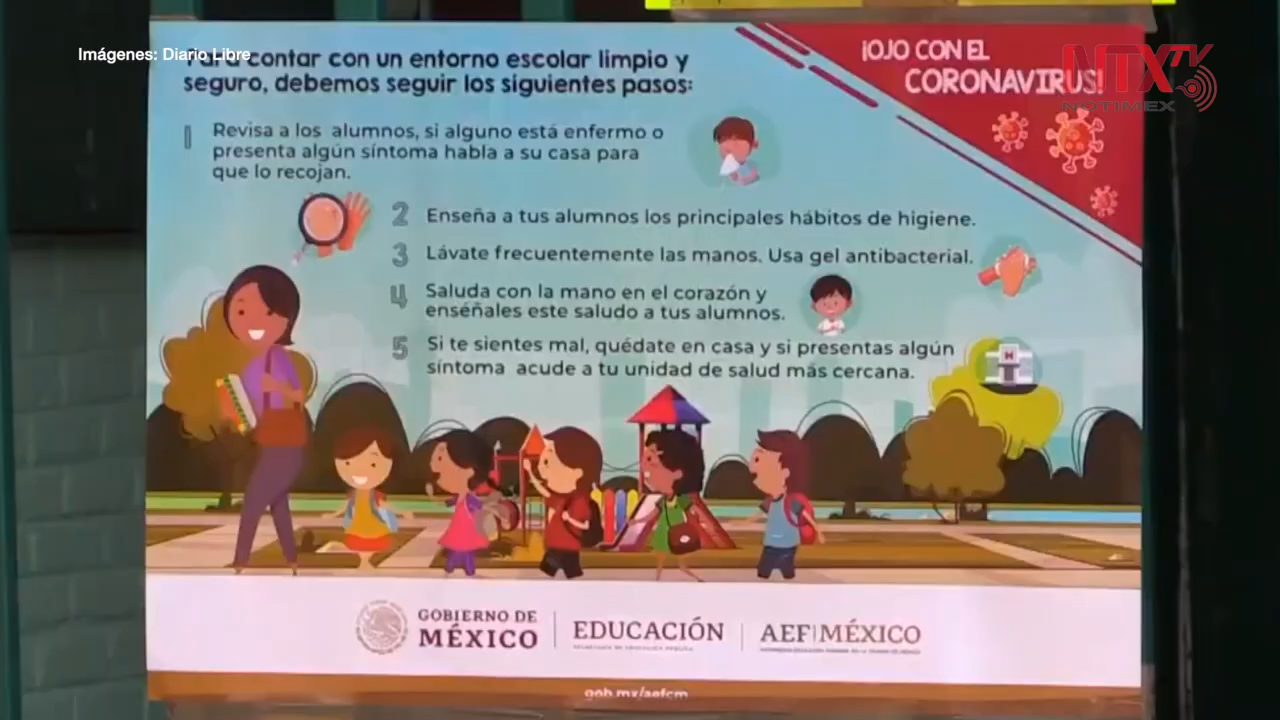 Imágenes: Diario Libre
contar con un entorno escolar limpio y
seguro, debemos seguir los siguientes pasos:
¡OJO CON EL
CORONAVIRUS!
NTXTV
NOTIMEX
1 Revisa a los alumnos, si alguno está enfermo o
presenta algún síntoma habla a su casa para
que lo recojan.
2 Enseña a tus alumnos los principales hábitos de higiene.
3 Lávate frecuentemente las manos. Usa gel antibacterial.
4 Saluda con la mano en el corazón y
enséñales este saludo a tus alumnos.
5 Si te sientes mal, quédate en casa y si presentas algún
síntoma acude a tu unidad de salud más cercana.
H
GOBIERNO DE
MÉXICO
EDUCACIÓN
SECRETARÍA DE EDUCACIÓN PÚBLICA
AEF MÉXICO
gob.mx/aefcm